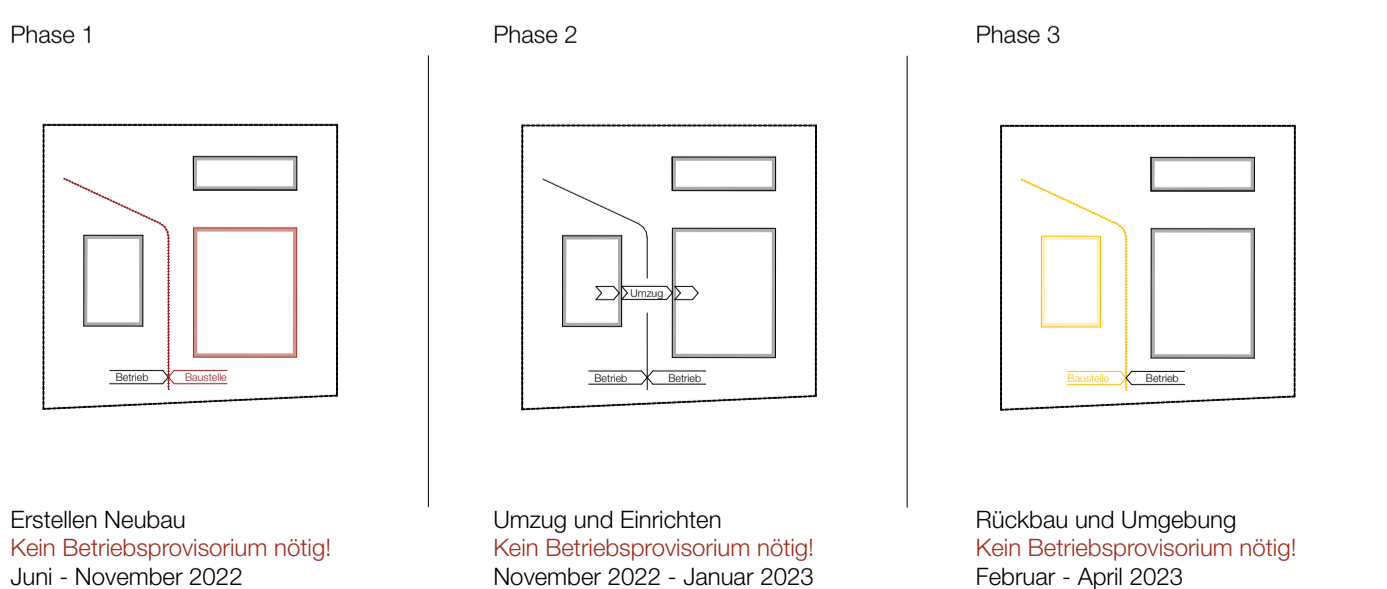 Phase 1
Betrieb
Baustelle
Erstellen Neubau
Kein Betriebsprovisorium nötig!
Juni - November 2022
Phase 2
Umzug
Betrieb
Betrieb
Umzug und Einrichten
Kein Betriebsprovisorium nötig!
November 2022 - Januar 2023
Phase 3
Baustelle
Betrieb
Rückbau und Umgebung
Kein Betriebsprovisorium nötig!
Februar - April 2023